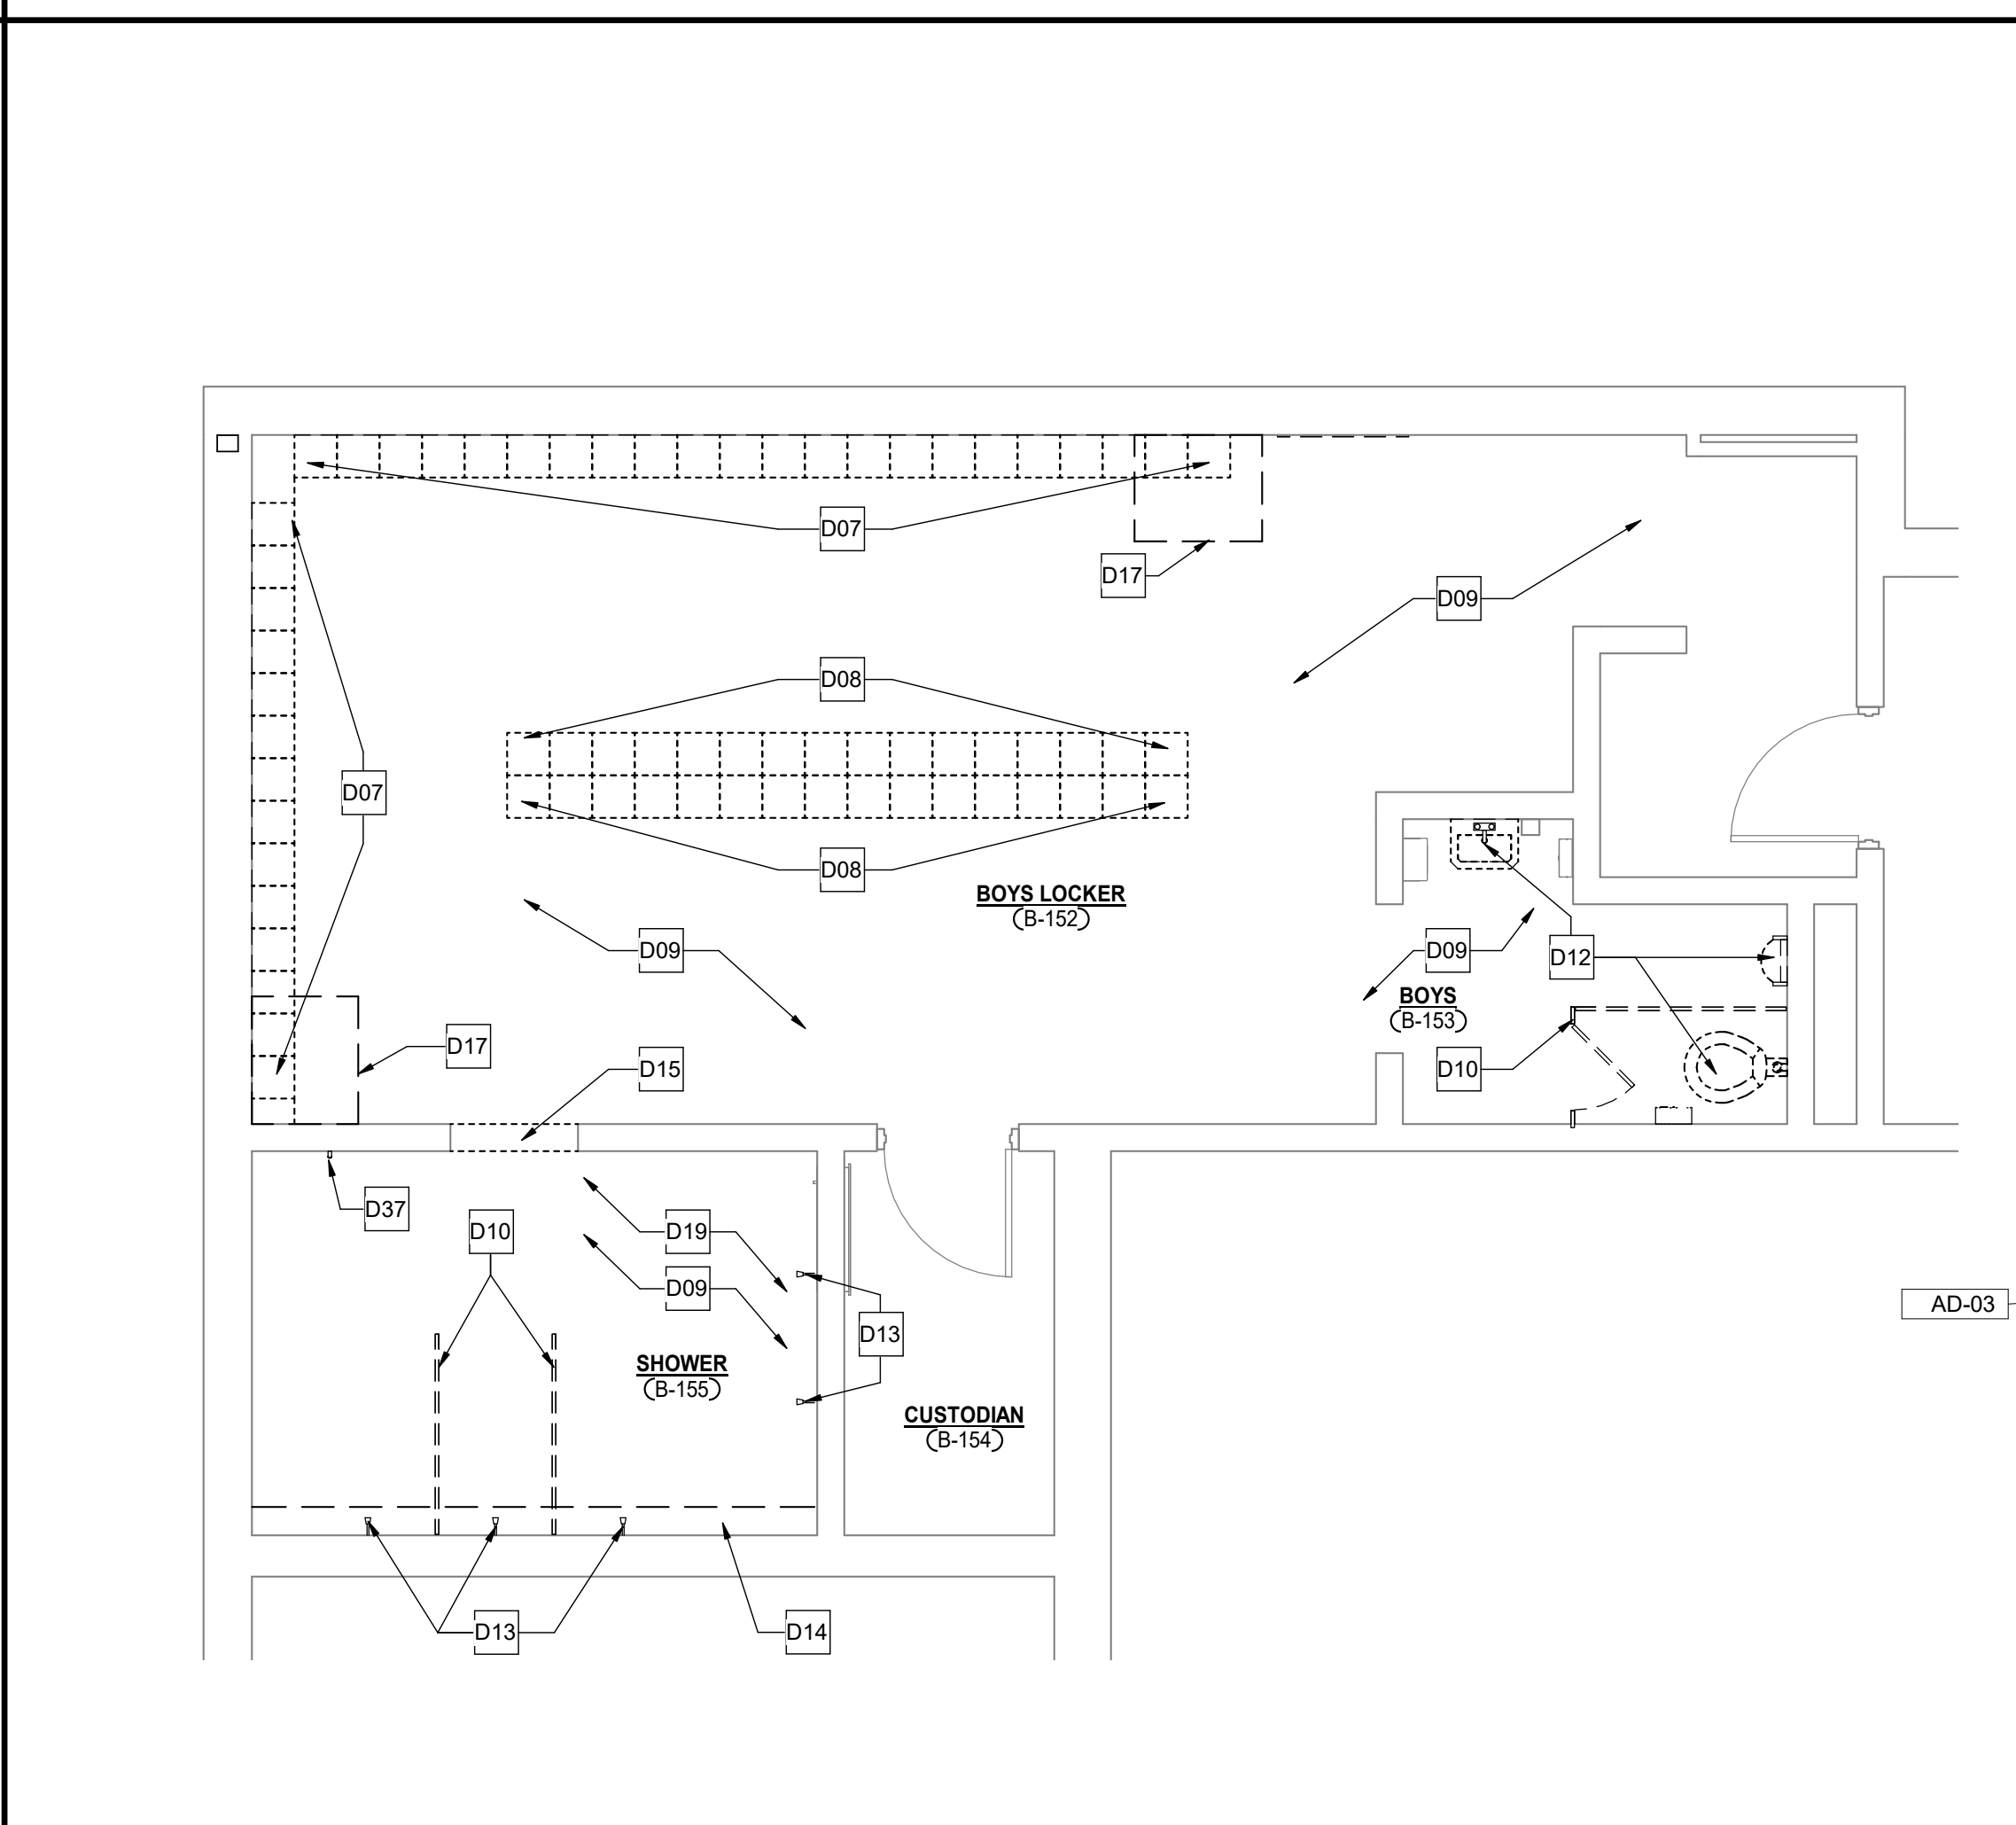 D07
D17
D09
D08
D07
D08
BOYS LOCKER
(B-152)
D09
D09
D12
BOYS
(B-153)
D17
D15
D10
D37
D10
D19
D09
AD-03
D13
SHOWER
(B-155)
CUSTODIAN
(B-154)
D13
D14